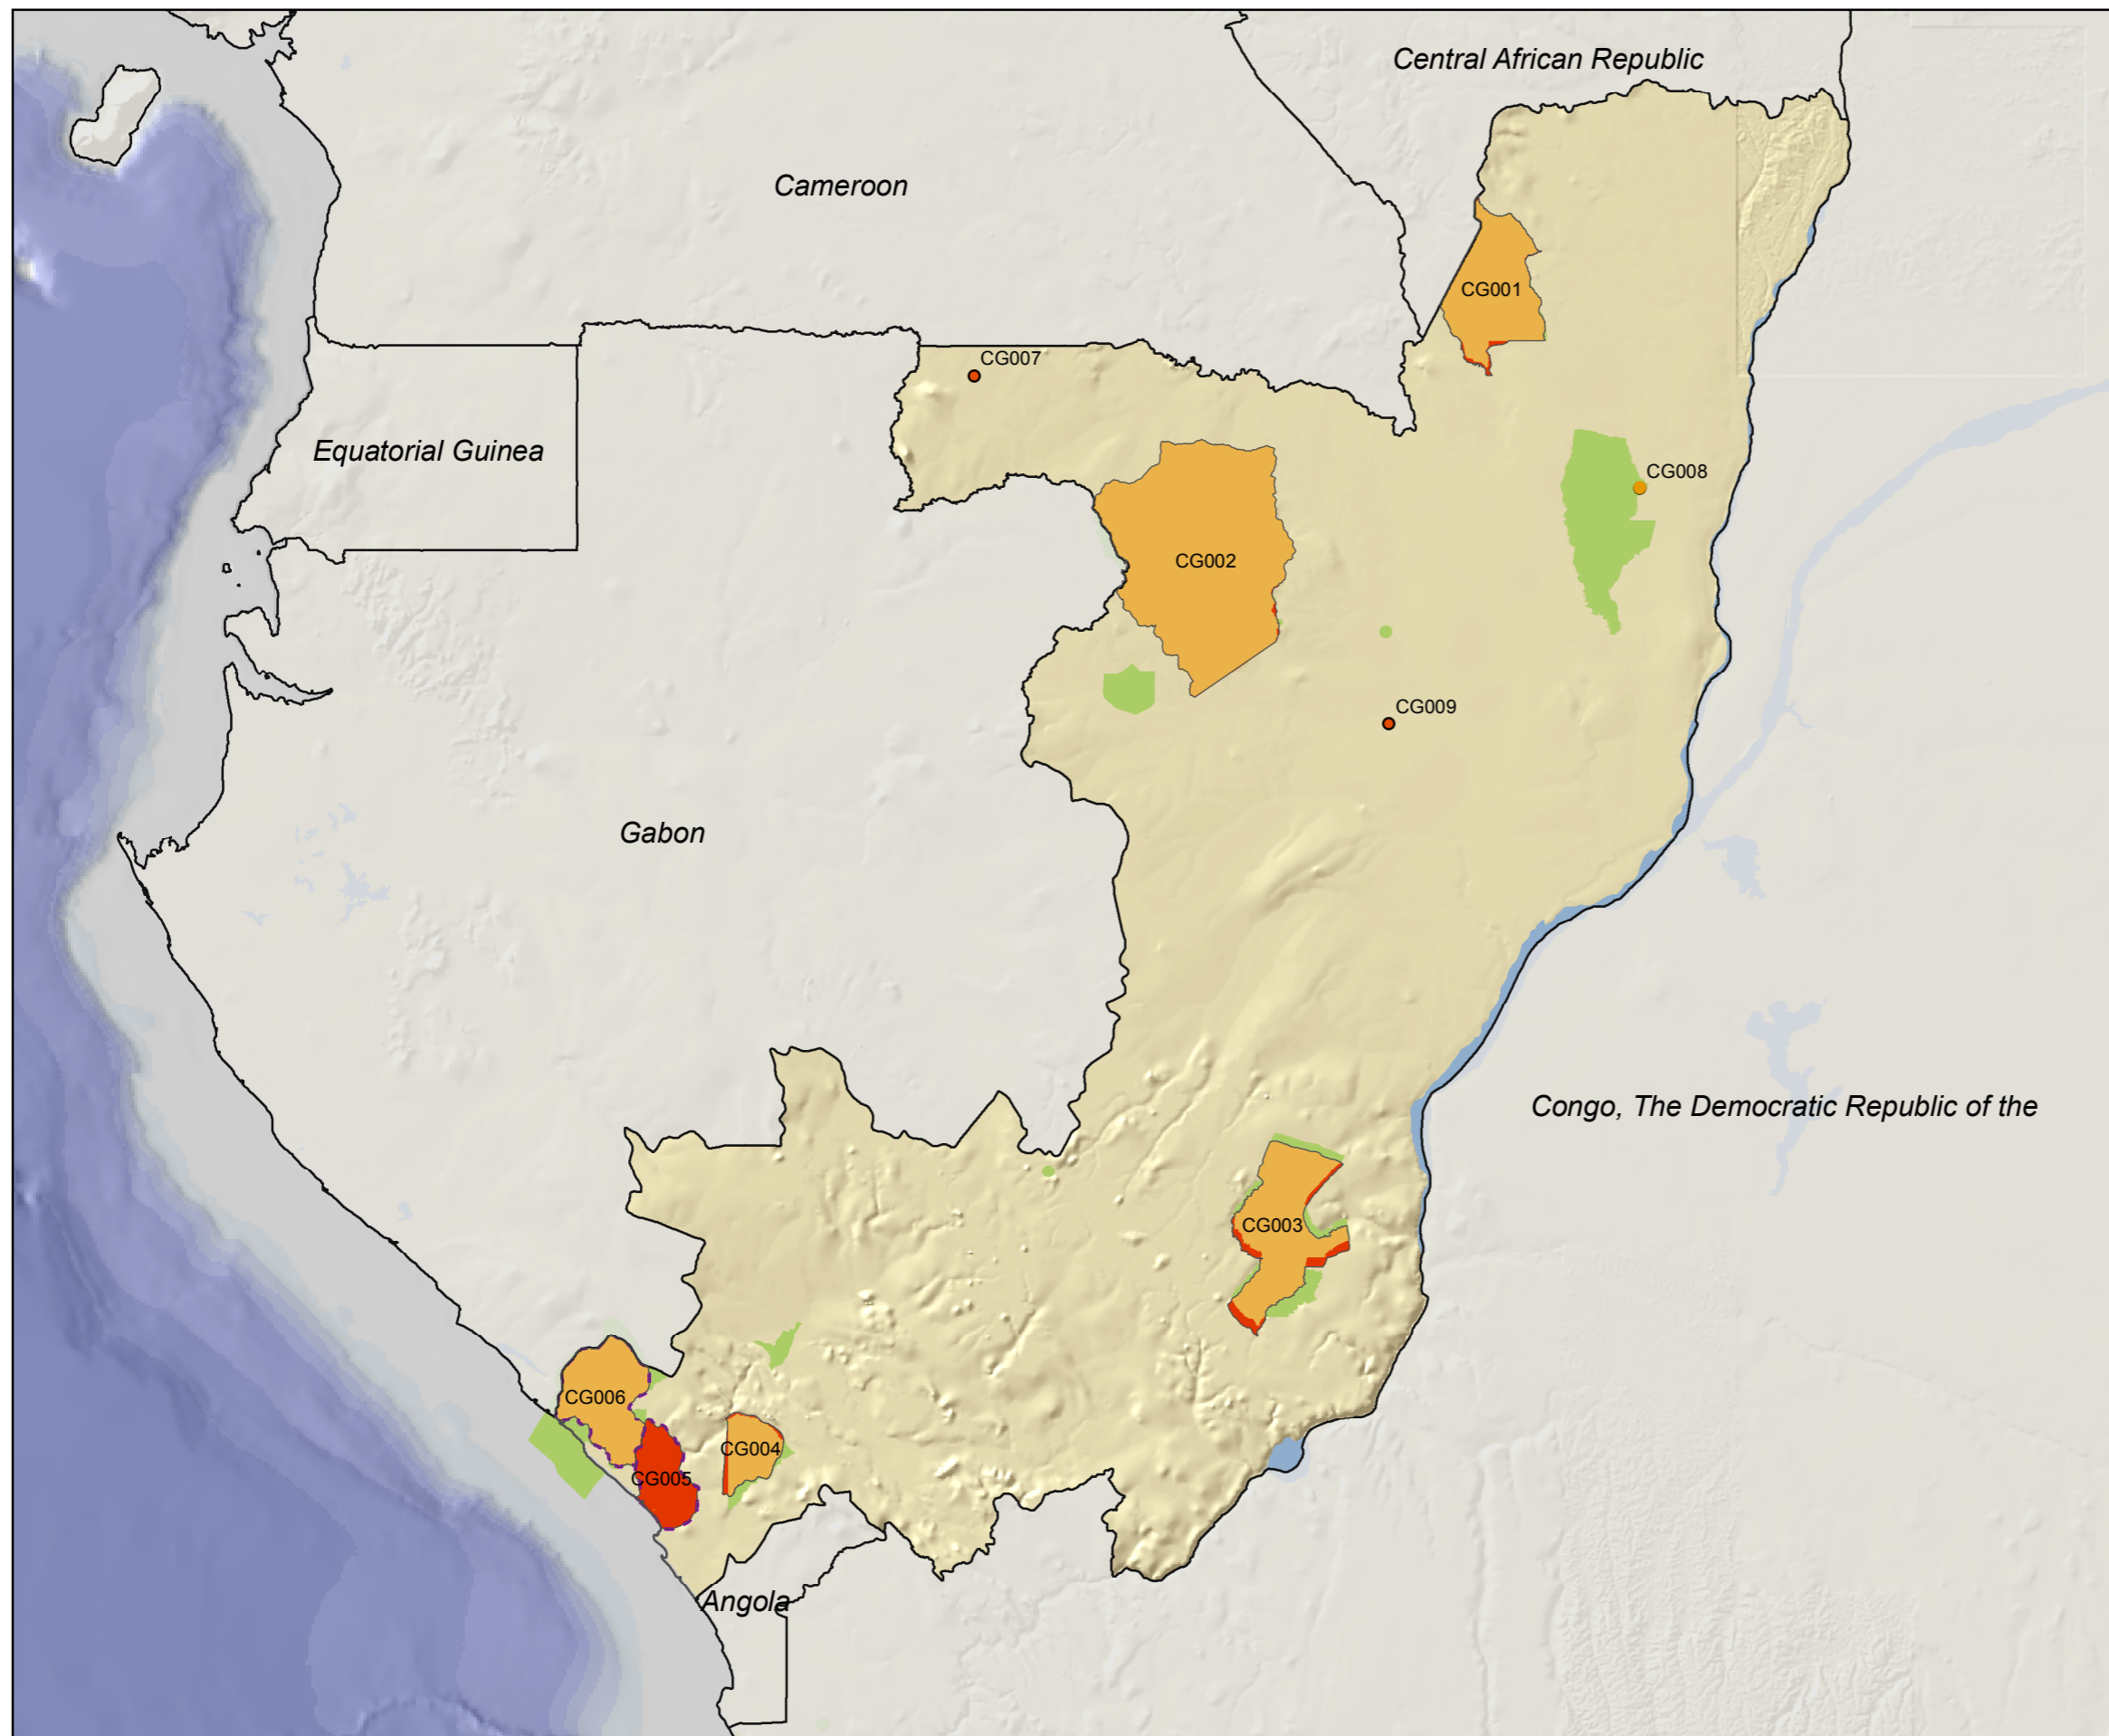 Central African Republic
Cameroon
CG001
CG007
Equatorial Guinea
CG008
CG002
CG009
Gabon
Congo, The Democratic Republic of the
CG003
CG006
CG004
CG005
Angola